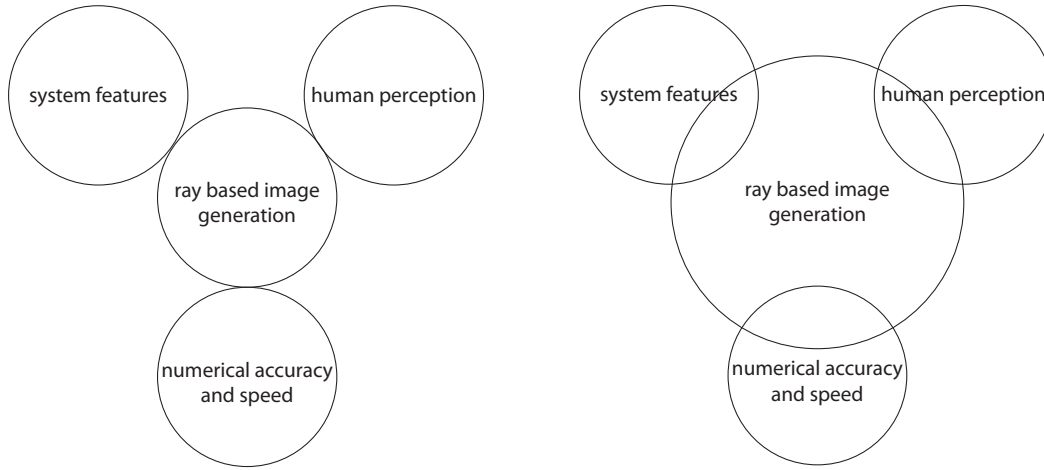 system features
human perception
ray based image
generation
numerical accuracy
and speed
system features
human perception
ray based image
generation
numerical accuracy
and speed